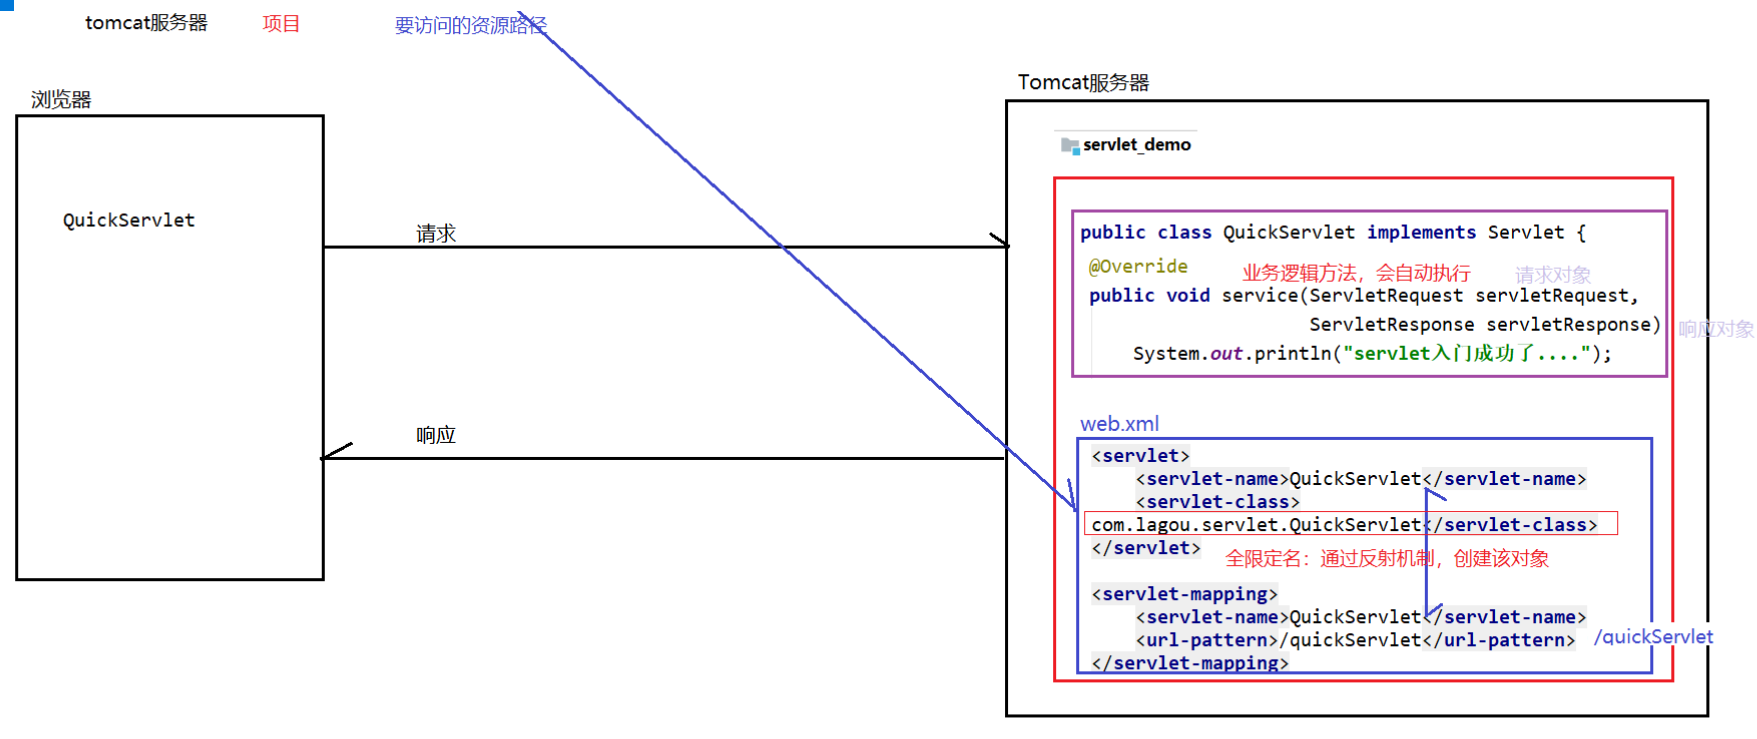 tomcat服务器 项目 要访问的资源路径
浏览器
QuickServlet
请求
响应
Tomcat服务器
servlet_demo
public class QuickServlet implements Servlet {
@Override 业务逻辑方法，会自动执行 请求对象
public void service(ServletRequest servletRequest,
ServletResponse servletResponse) 响应对象
System.out.println("servlet入门成功了....");
web.xml
<servlet>
<servlet-name>QuickServlet</servlet-name>
<servlet-class>
com.lagou.servlet.QuickServlet</servlet-class>
</servlet> 全限定名：通过反射机制，创建该对象
<servlet-mapping>
<servlet-name>QuickServlet</servlet-name>
<url-pattern>/quickServlet</url-pattern> /quickServlet
</servlet-mapping>